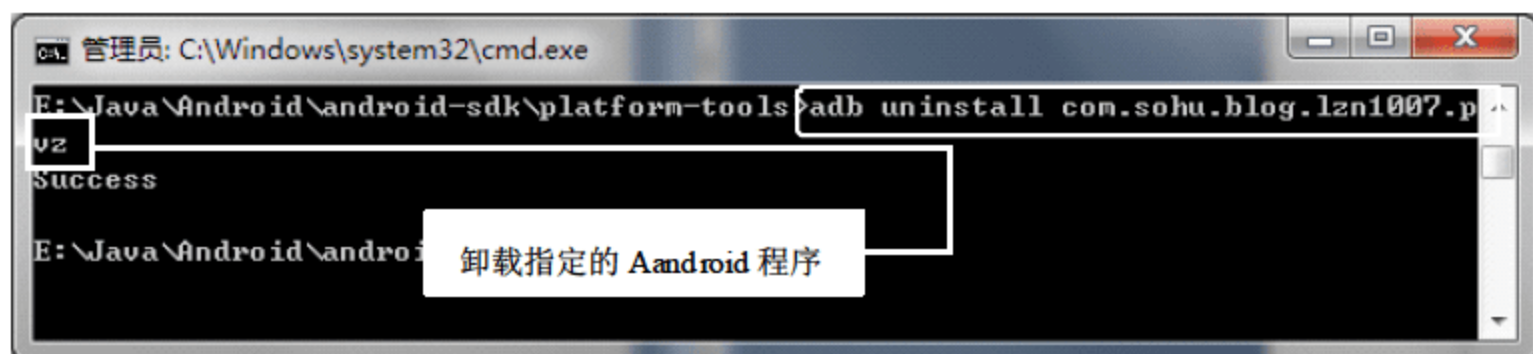 管理员: C:\Windows\system32\cmd.exe
E:\Java\Android\android-sdk\platform-tools>adb uninstall com.sohu.blog.lzn1007.p
vz
Success
E:\Java\Android\androi
卸载指定的 Aandroid 程序